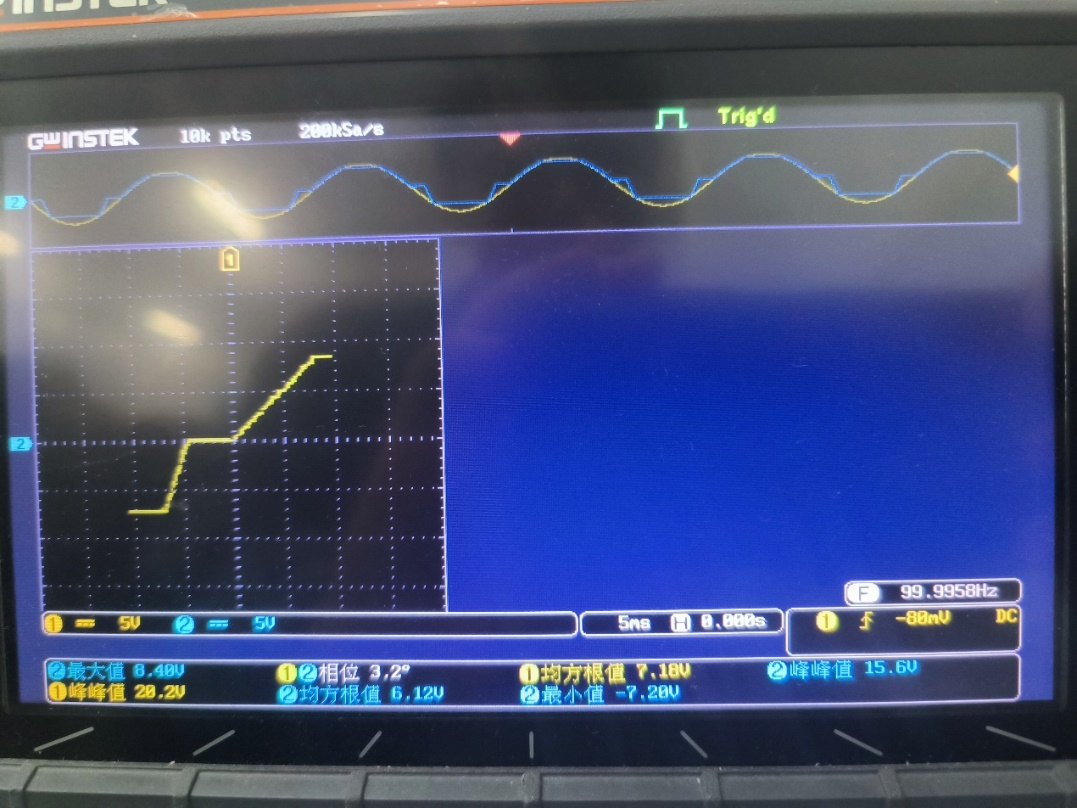 GWINSTEK 10k pts 200kSa/s Trig'd
2
1
2
F 99.9958Hz
1 5V 2 5V 5ms H 0.000s 1 -80mV DC
2最大值 8.40V 12相位 3.2° 1均方根值 7.18V 2峰峰值 15.6V
1峰峰值 20.2V 2均方根值 6.12V 2最小值 -7.20V